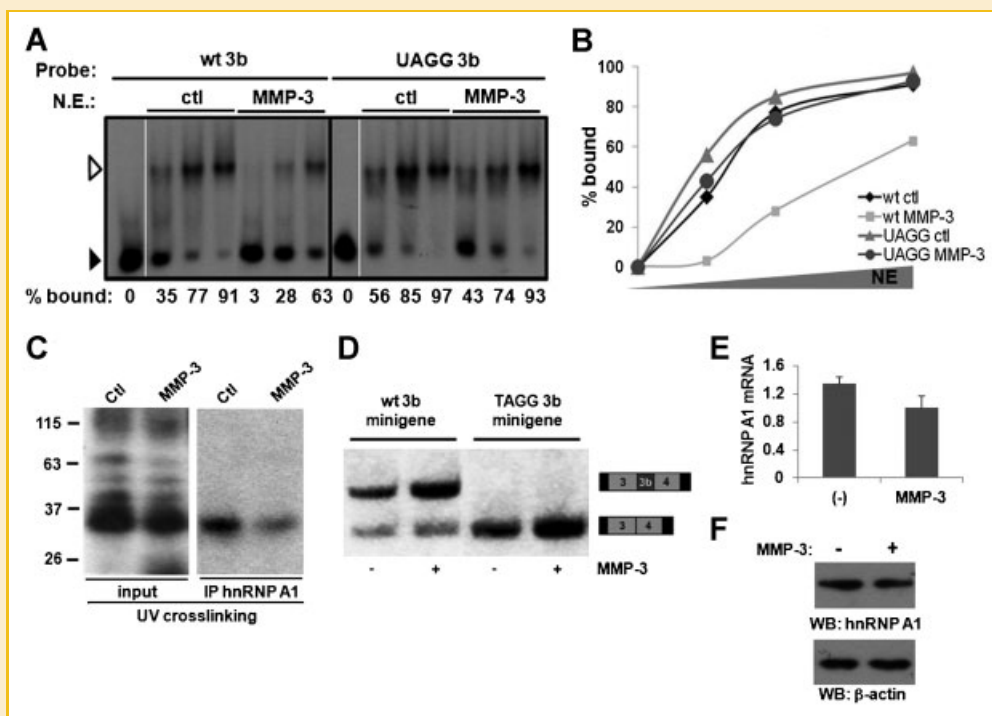 A
Probe: wt 3b UAGG 3b
N.E.: ctl MMP-3 ctl MMP-3
% bound: 0 35 77 91 3 28 63 0 56 85 97 43 74 93
B
% bound
100
80
60
40
20
0
wt ctl
wt MMP-3
UAGG ctl
UAGG MMP-3
NE
C
Ctl MMP-3 Ctl MMP-3
115
63
37
26
input IP hnRNP A1
UV crosslinking
D
wt 3b minigene
TAGG 3b minigene
3 3b 4
3 4
- + - + MMP-3
E
hnRNP A1 mRNA
1.6
1.2
0.8
0.4
0
(-) MMP-3
F
MMP-3: - +
WB: hnRNP A1
WB: β-actin